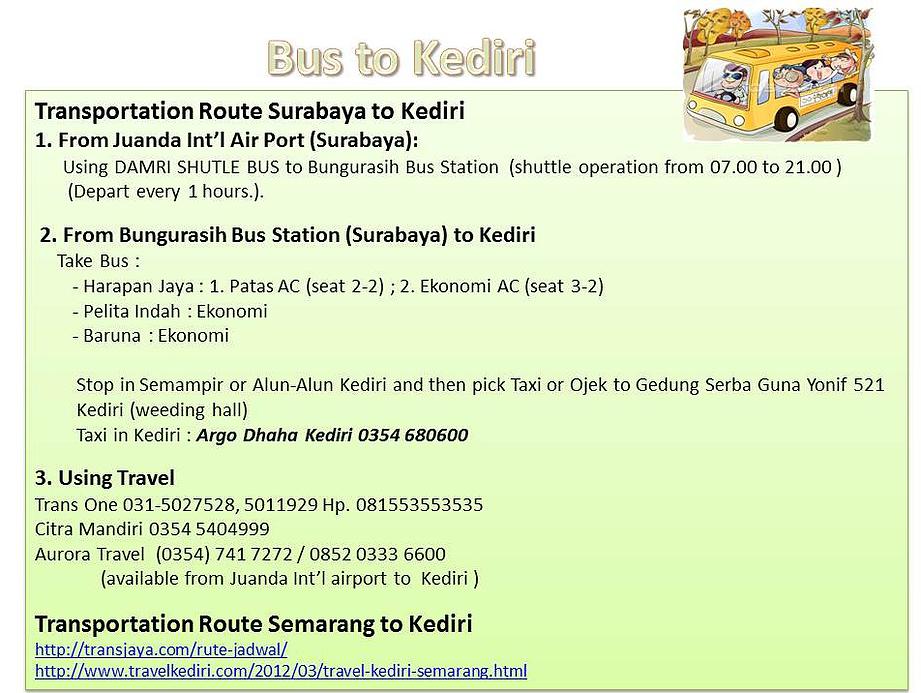 Bus to Kediri
Transportation Route Surabaya to Kediri
1. From Juanda Int'l Air Port (Surabaya):
Using DAMRI SHUTLE BUS to Bungurasih Bus Station (shuttle operation from 07.00 to 21.00 )
(Depart every 1 hours.).
2. From Bungurasih Bus Station (Surabaya) to Kediri
Take Bus :
- Harapan Jaya : 1. Patas AC (seat 2-2) ; 2. Ekonomi AC (seat 3-2)
- Pelita Indah : Ekonomi
- Baruna : Ekonomi
Stop in Semampir or Alun-Alun Kediri and then pick Taxi or Ojek to Gedung Serba Guna Yonif 521
Kediri (weeding hall)
Taxi in Kediri : Argo Dhaha Kediri 0354 680600
3. Using Travel
Trans One 031-5027528, 5011929 Hp. 081553553535
Citra Mandiri 0354 5404999
Aurora Travel (0354) 741 7272 / 0852 0333 6600
(available from Juanda Int'l airport to Kediri )
Transportation Route Semarang to Kediri
http://transjaya.com/rute-jadwal/
http://www.travelkediri.com/2012/03/travel-kediri-semarang.html